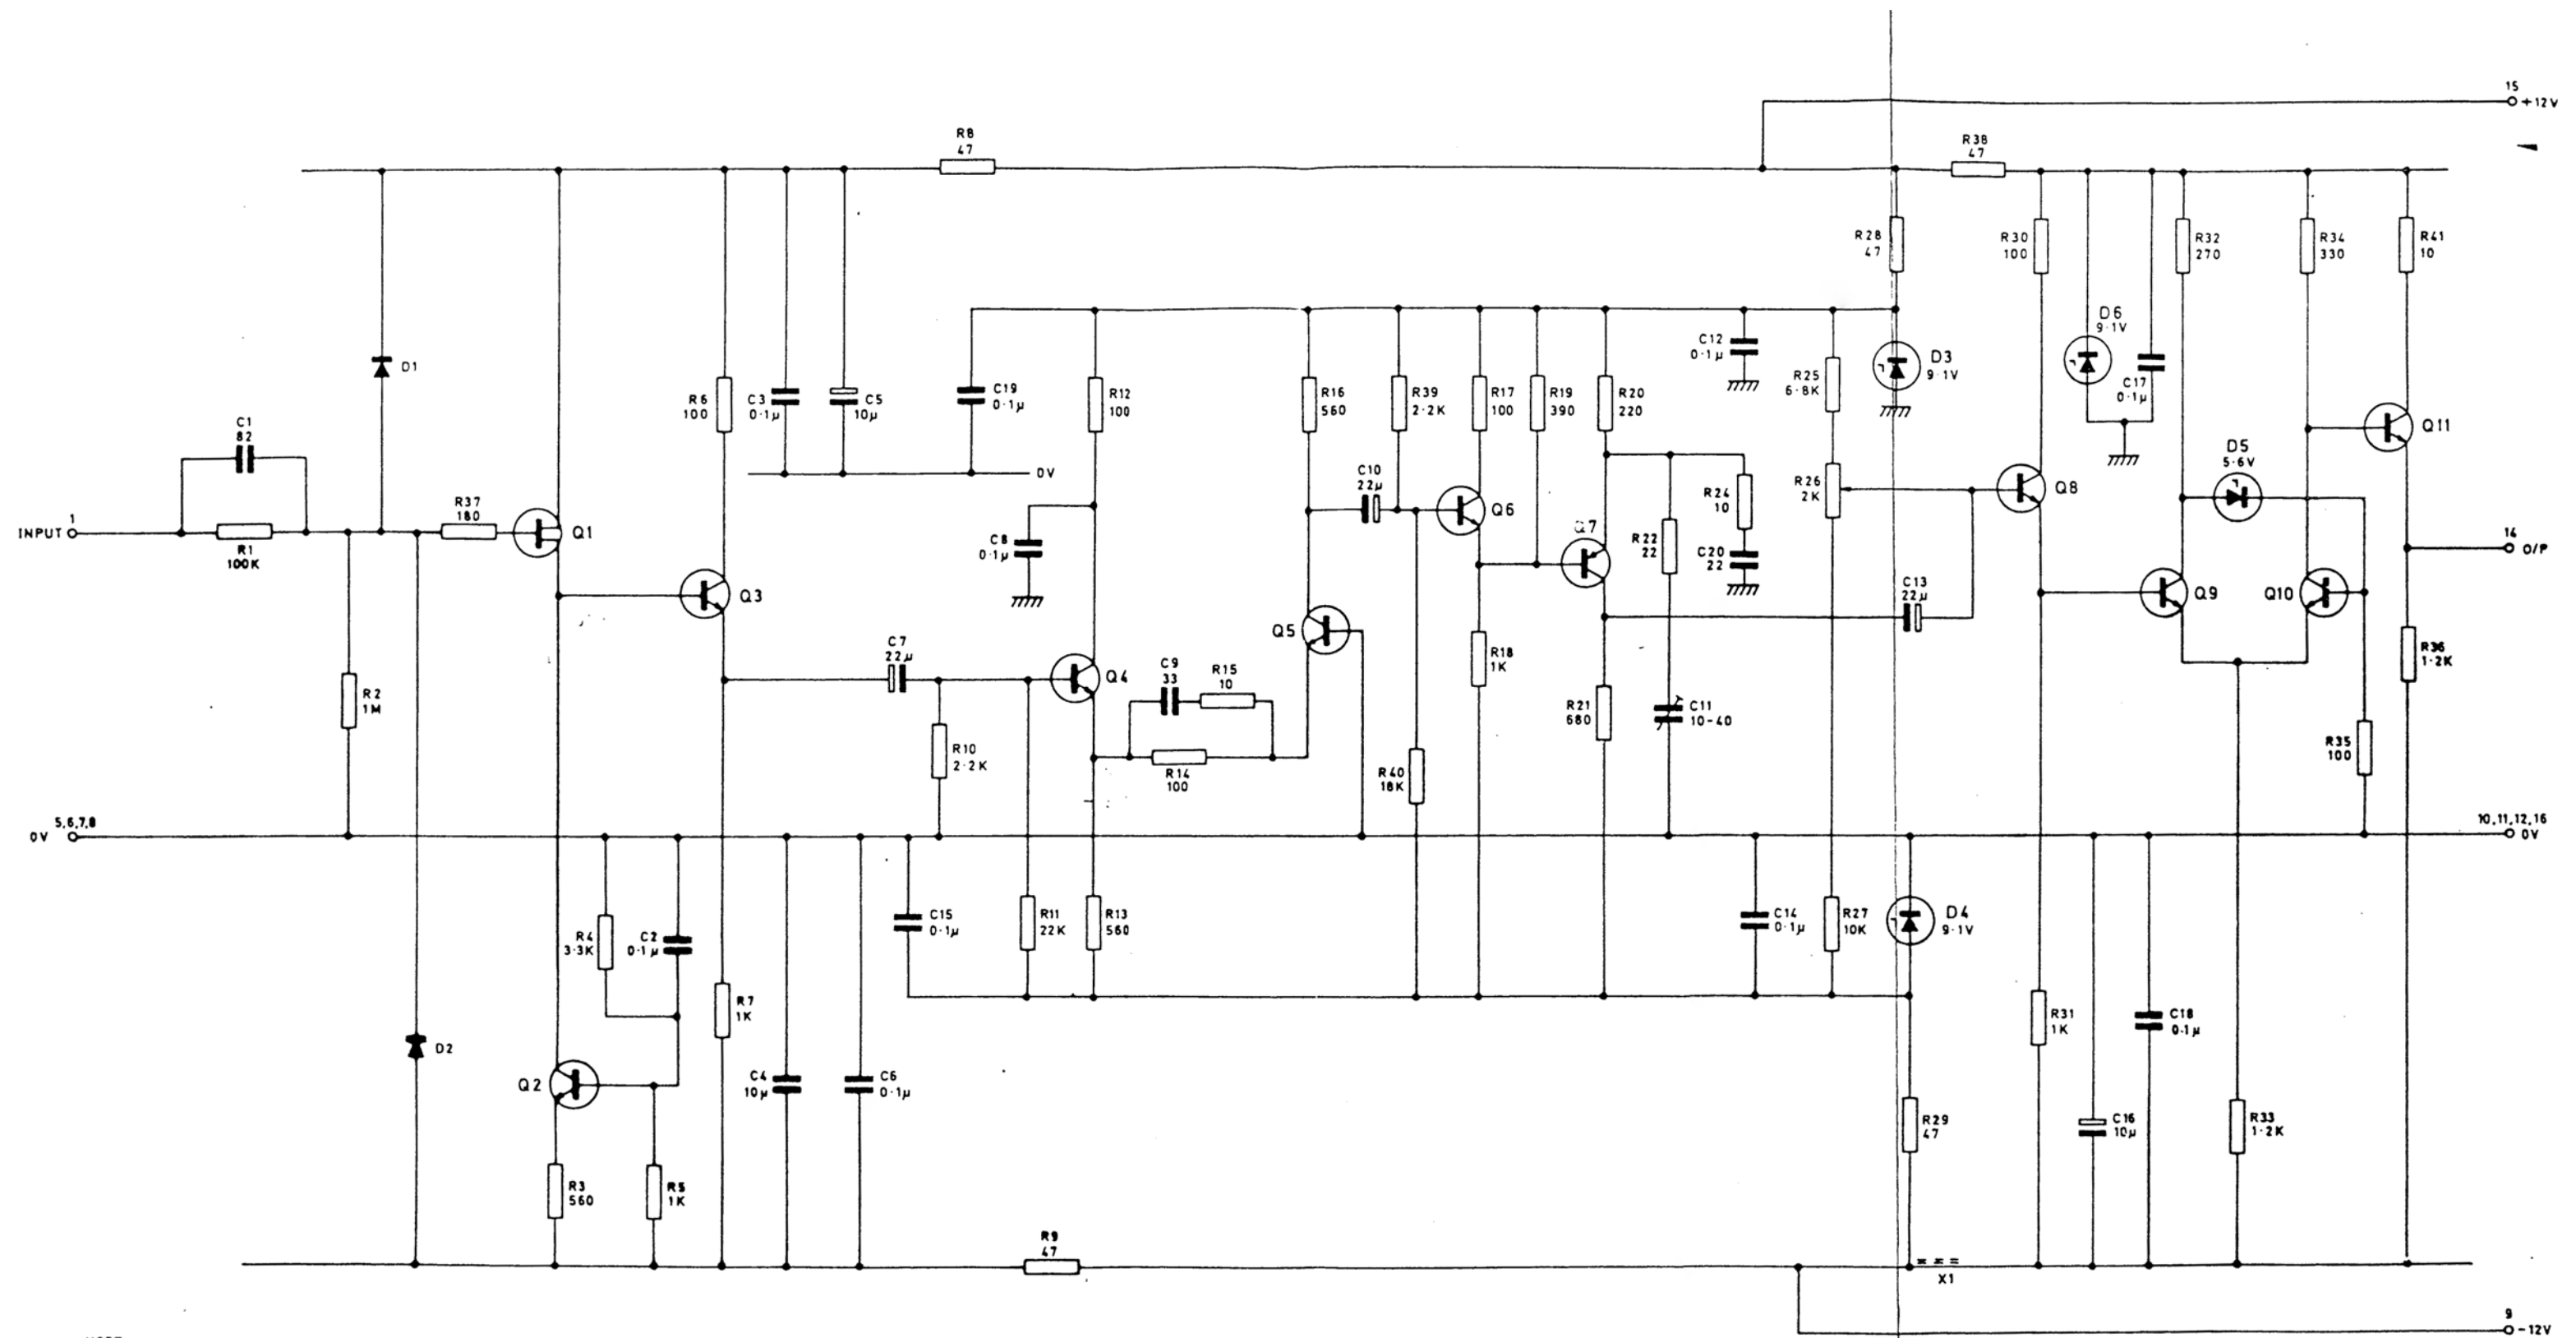 15
+12V
R8
47
R38
47
R28
47
R30
100
R32
270
R34
330
R41
10
D6
9·1V
C17
0·1µ
D1
R6
100
C3
0·1µ
C5
10µ
C19
0·1µ
R12
100
R16
560
R39
2·2K
R17
100
R19
390
R20
220
C12
0·1µ
R25
6·8K
D3
9·1V
C1
82
0V
C10
22µ
Q6
R24
10
R26
2K
Q8
D5
5·6V
Q11
INPUT
1
R1
100K
R37
180
Q1
C8
0·1µ
Q7
R22
22
C20
22
14
O/P
Q3
Q5
C13
22µ
Q9
Q10
C7
22µ
Q4
C9
33
R15
10
R18
1K
R36
1·2K
R2
1M
R10
2·2K
R14
100
R40
18K
R21
680
C11
10-40
R35
100
0V
5,6,7,8
10,11,12,16
0V
R4
3·3K
C2
0·1µ
C15
0·1µ
R11
22K
R13
560
C14
0·1µ
R27
10K
D4
9·1V
D2
R7
1K
R31
1K
C18
0·1µ
Q2
C4
10µ
C6
0·1µ
R29
47
C16
10µ
R33
1·2K
R3
560
R5
1K
R9
47
X1
9
-12V